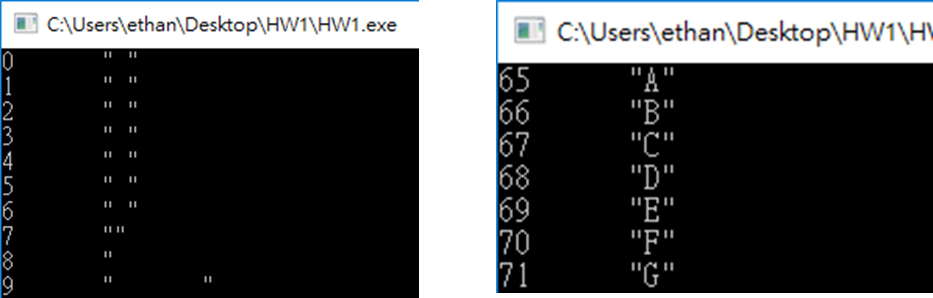 C:\Users\ethan\Desktop\HW1\HW1.exe
0 " "
1 " "
2 " "
3 " "
4 " "
5 " "
6 " "
7 ""
8 "
9 " "
C:\Users\ethan\Desktop\HW1\H
65 "A"
66 "B"
67 "C"
68 "D"
69 "E"
70 "F"
71 "G"